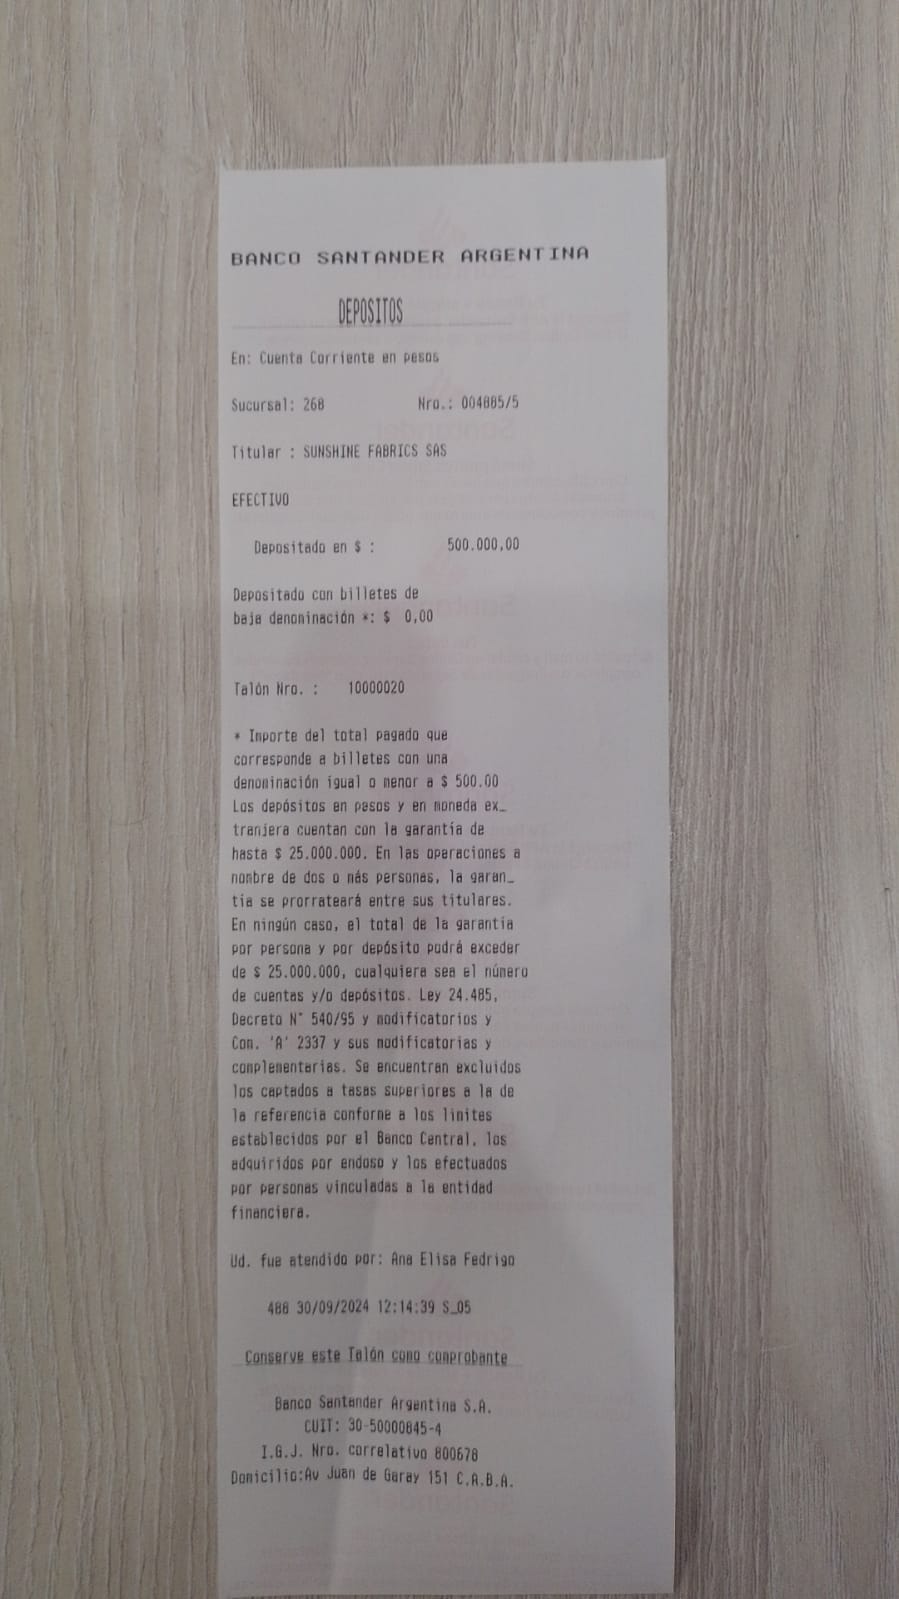 BANCO SANTANDER ARGENTINA
DEPOSITOS
En: Cuenta Corriente en pesos
Sucursal: 268 Nro.: 004885/5
Titular : SUNSHINE FABRICS SAS
EFECTIVO
Depositado en $ : 500.000,00
Depositado con billetes de
baja denominación *: $ 0,00
Talón Nro. : 10000020
* Importe del total pagado que
corresponde a billetes con una
denominación igual o menor a $ 500.00
Los depósitos en pesos y en moneda ex_
tranjera cuentan con la garantía de
hasta $ 25.000.000. En las operaciones a
nombre de dos o más personas, la garan_
tía se prorrateará entre sus titulares.
En ningún caso, el total de la garantía
por persona y por depósito podrá exceder
de $ 25.000.000, cualquiera sea el número
de cuentas y/o depósitos. Ley 24.485,
Decreto N° 540/95 y modificatorios y
Com. 'A' 2337 y sus modificatorias y
complementarias. Se encuentran excluidos
los captados a tasas superiores a la de
la referencia conforme a los limites
establecidos por el Banco Central, los
adquiridos por endoso y los efectuados
por personas vinculadas a la entidad
financiera.
Ud. fue atendido por: Ana Elisa Fedrigo
488 30/09/2024 12:14:39 S_05
Conserve este Talón como comprobante
Banco Santander Argentina S.A.
CUIT: 30-50000845-4
I.G.J. Nro. correlativo 800678
Domicilio:Av Juan de Garay 151 C.A.B.A.